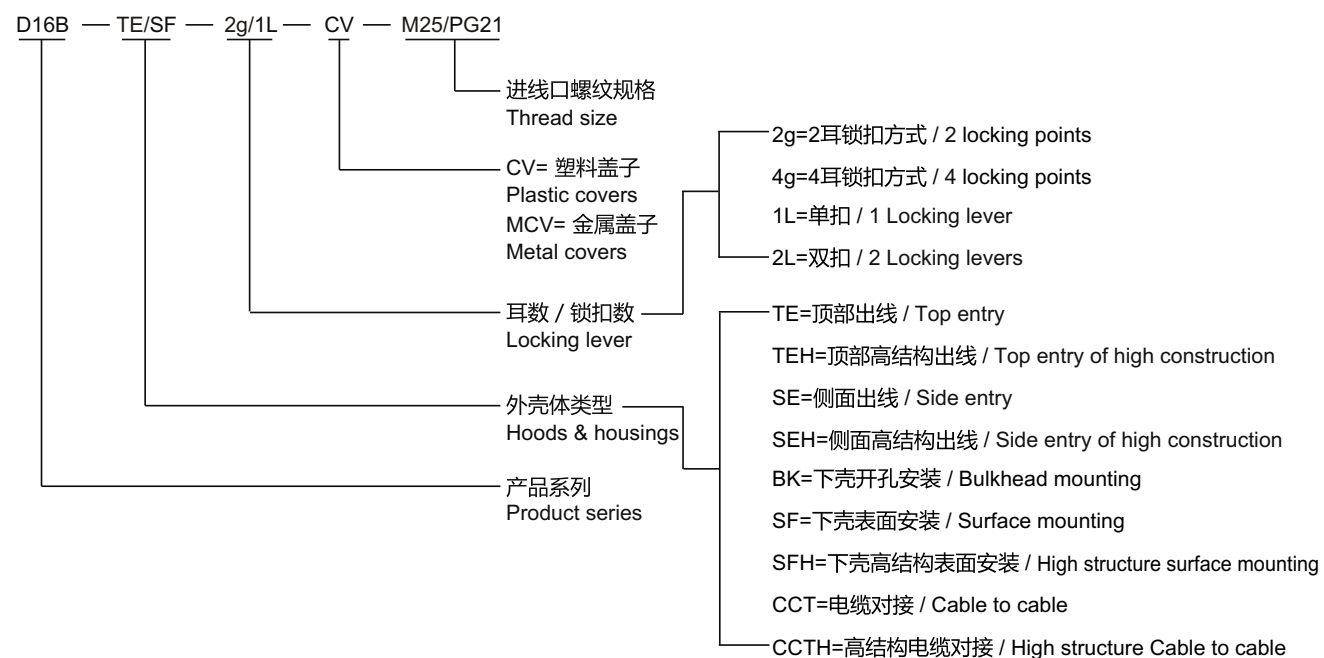 D16B — TE/SF — 2g/1L — CV — M25/PG21
进线口螺纹规格
Thread size
CV= 塑料盖子
Plastic covers
MCV= 金属盖子
Metal covers
耳数 / 锁扣数
Locking lever
2g=2耳锁扣方式 / 2 locking points
4g=4耳锁扣方式 / 4 locking points
1L=单扣 / 1 Locking lever
2L=双扣 / 2 Locking levers
外壳体类型
Hoods & housings
TE=顶部出线 / Top entry
TEH=顶部高结构出线 / Top entry of high construction
SE=侧面出线 / Side entry
SEH=侧面高结构出线 / Side entry of high construction
BK=下壳开孔安装 / Bulkhead mounting
SF=下壳表面安装 / Surface mounting
SFH=下壳高结构表面安装 / High structure surface mounting
CCT=电缆对接 / Cable to cable
CCTH=高结构电缆对接 / High structure Cable to cable
产品系列
Product series